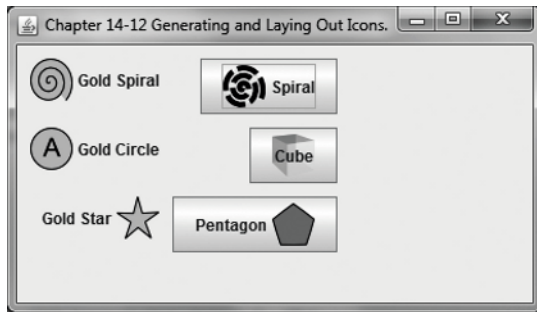 Chapter 14-12 Generating and Laying Out Icons.
Gold Spiral Spiral
A Gold Circle Cube
Gold Star Pentagon